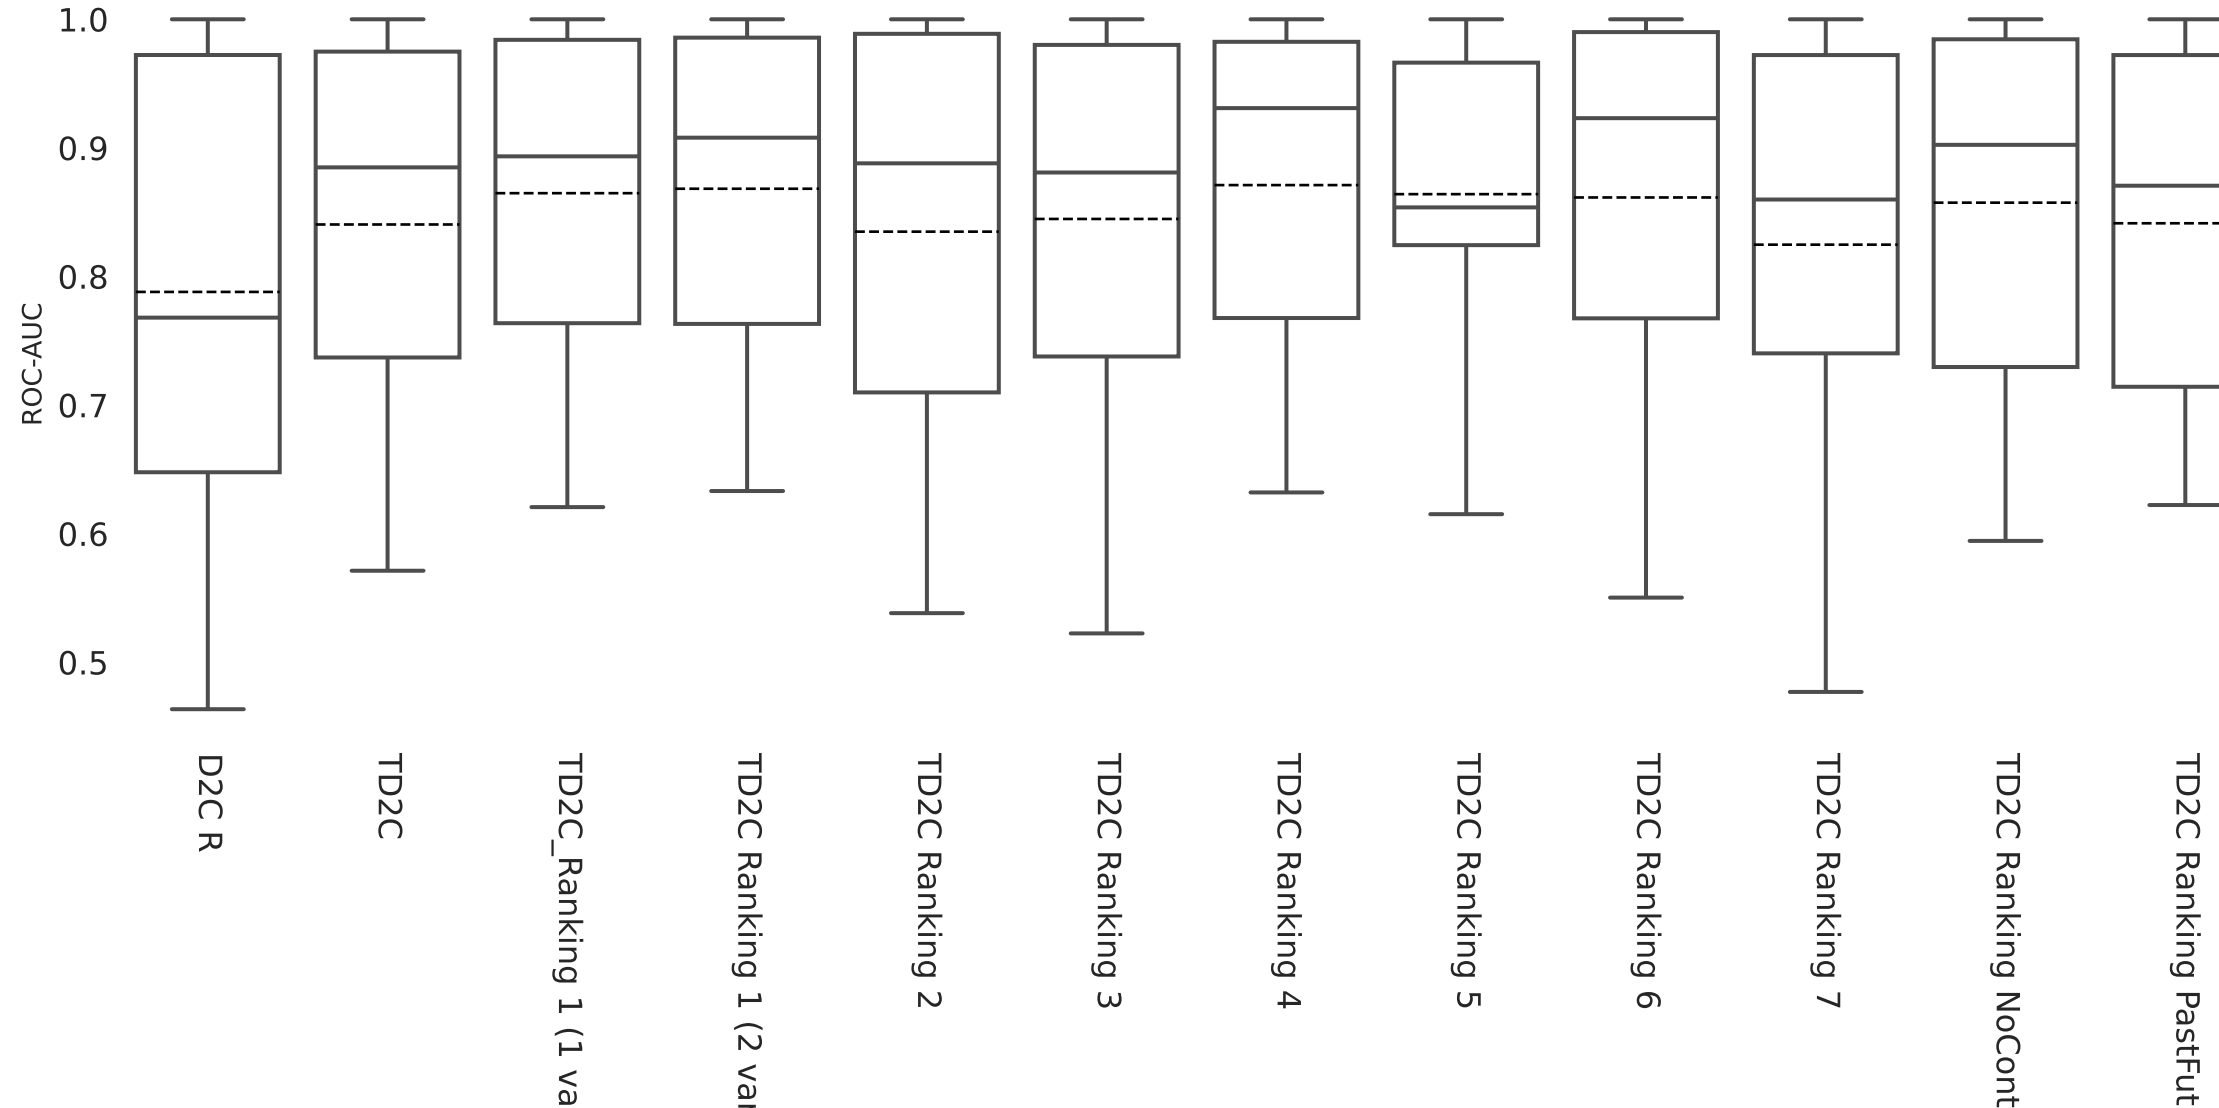 1.0
0.9
0.8
0.7
0.6
0.5
ROC-AUC
D2C R
TD2C
TD2C_Ranking 1 (1 va
TD2C Ranking 1 (2 var
TD2C Ranking 2
TD2C Ranking 3
TD2C Ranking 4
TD2C Ranking 5
TD2C Ranking 6
TD2C Ranking 7
TD2C Ranking NoCont
TD2C Ranking PastFut